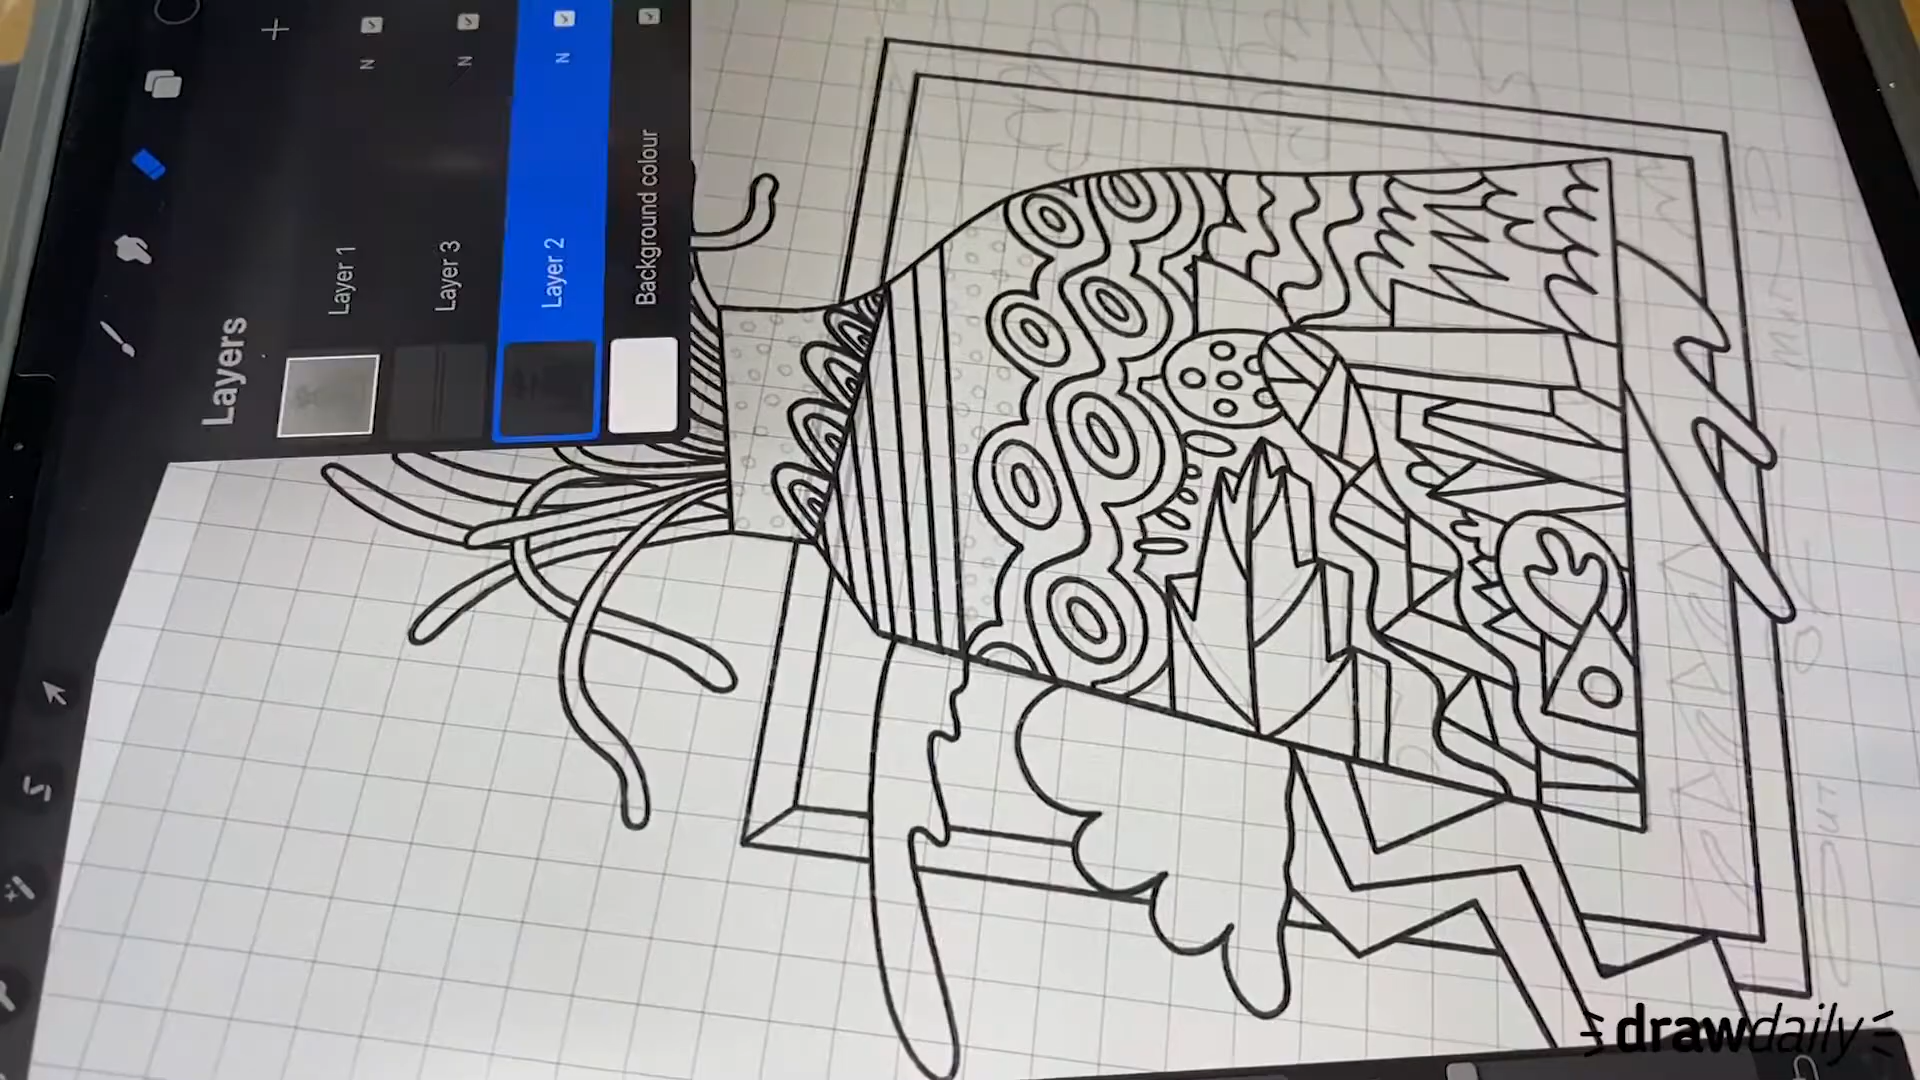 Layers
Layer 1
N
Layer 3
N
Layer 2
N
Background colour
drawdaily